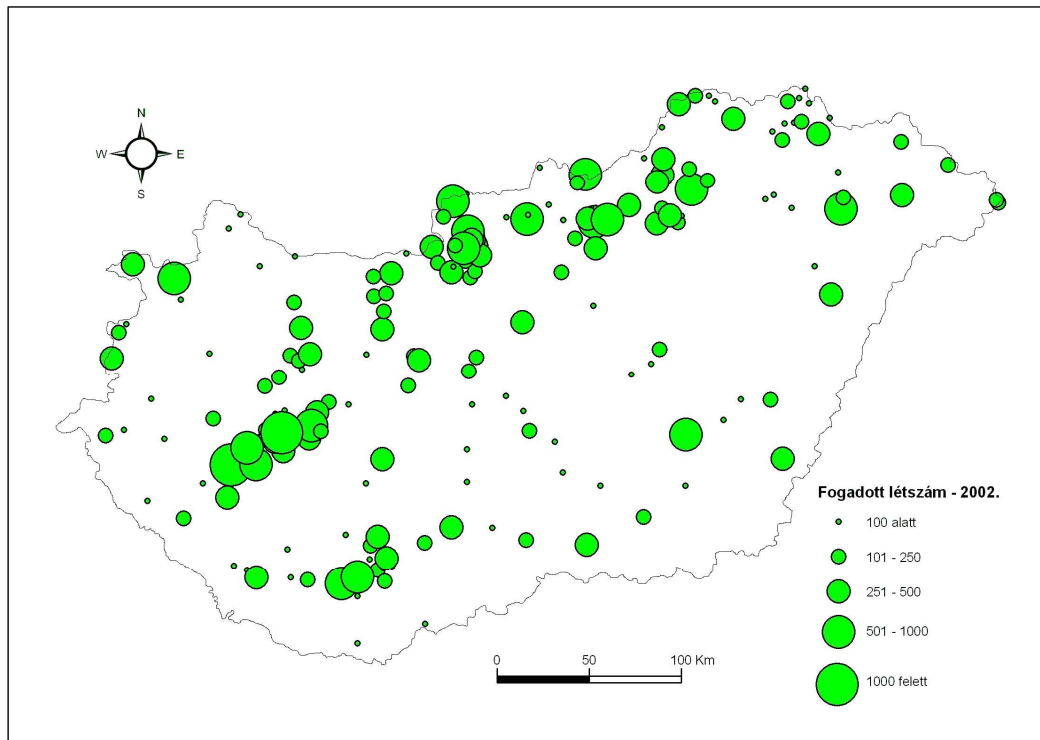 N
W E
S
Fogadott létszám - 2002.
100 alatt
101 - 250
251 - 500
501 - 1000
1000 felett
0 50 100 Km